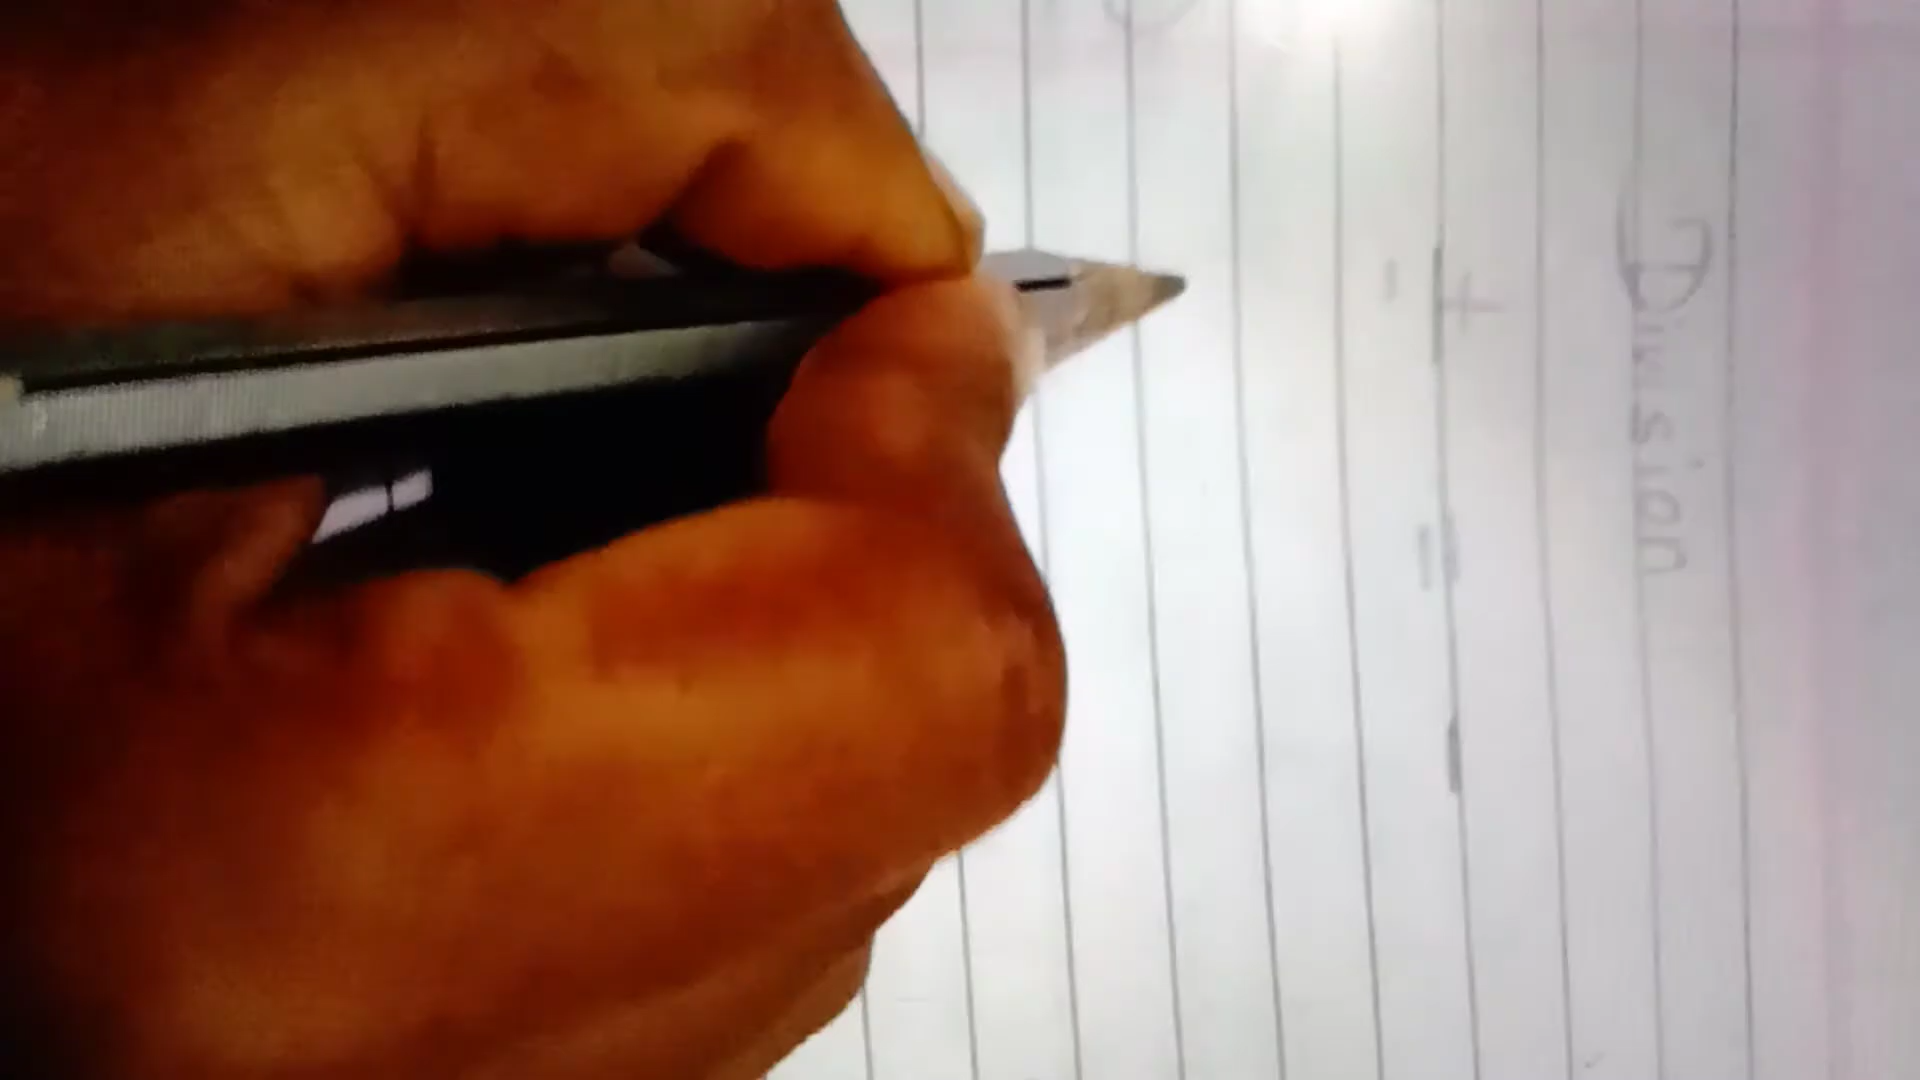 Division
+
— = -
-